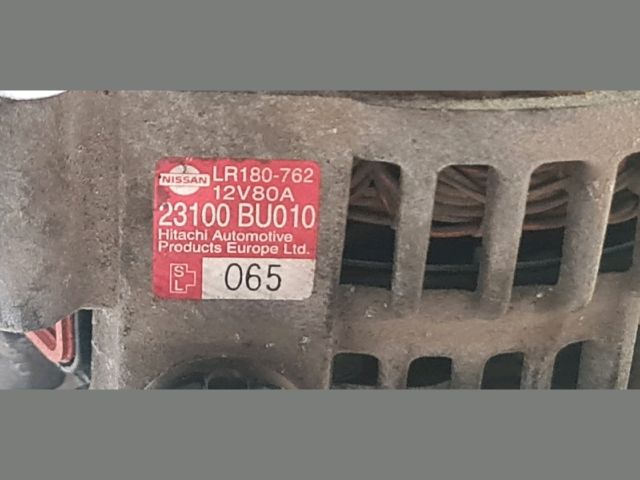 NISSAN LR180-762
12V80A
23100 BU010
Hitachi Automotive
Products Europe Ltd.
SL 065